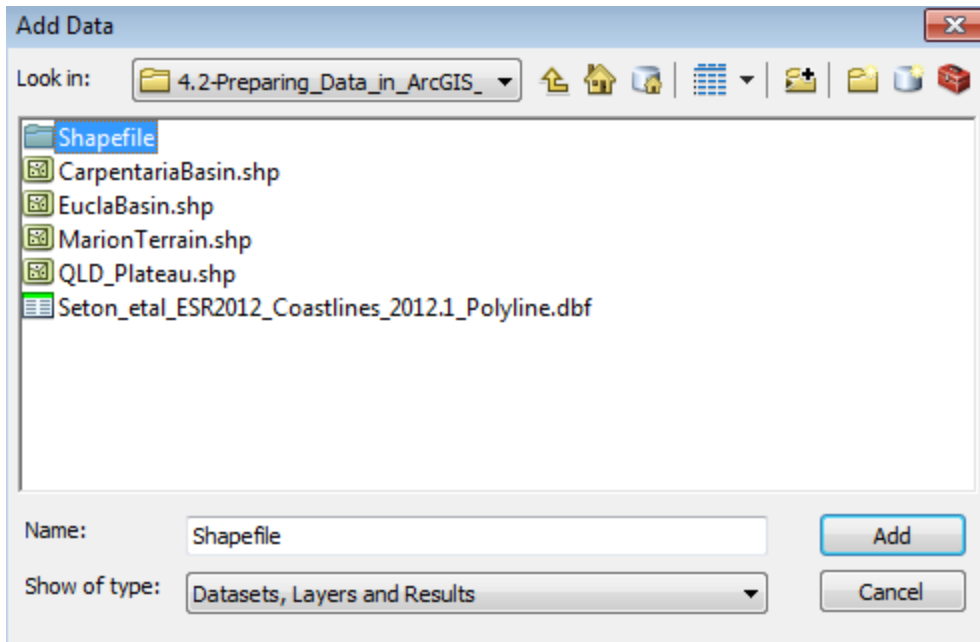 Add Data
Look in: 4.2-Preparing_Data_in_ArcGIS_
Shapefile
CarpentariaBasin.shp
EuclaBasin.shp
MarionTerrain.shp
QLD_Plateau.shp
Seton_etal_ESR2012_Coastlines_2012.1_Polyline.dbf
Name: Shapefile Add
Show of type: Datasets, Layers and Results Cancel